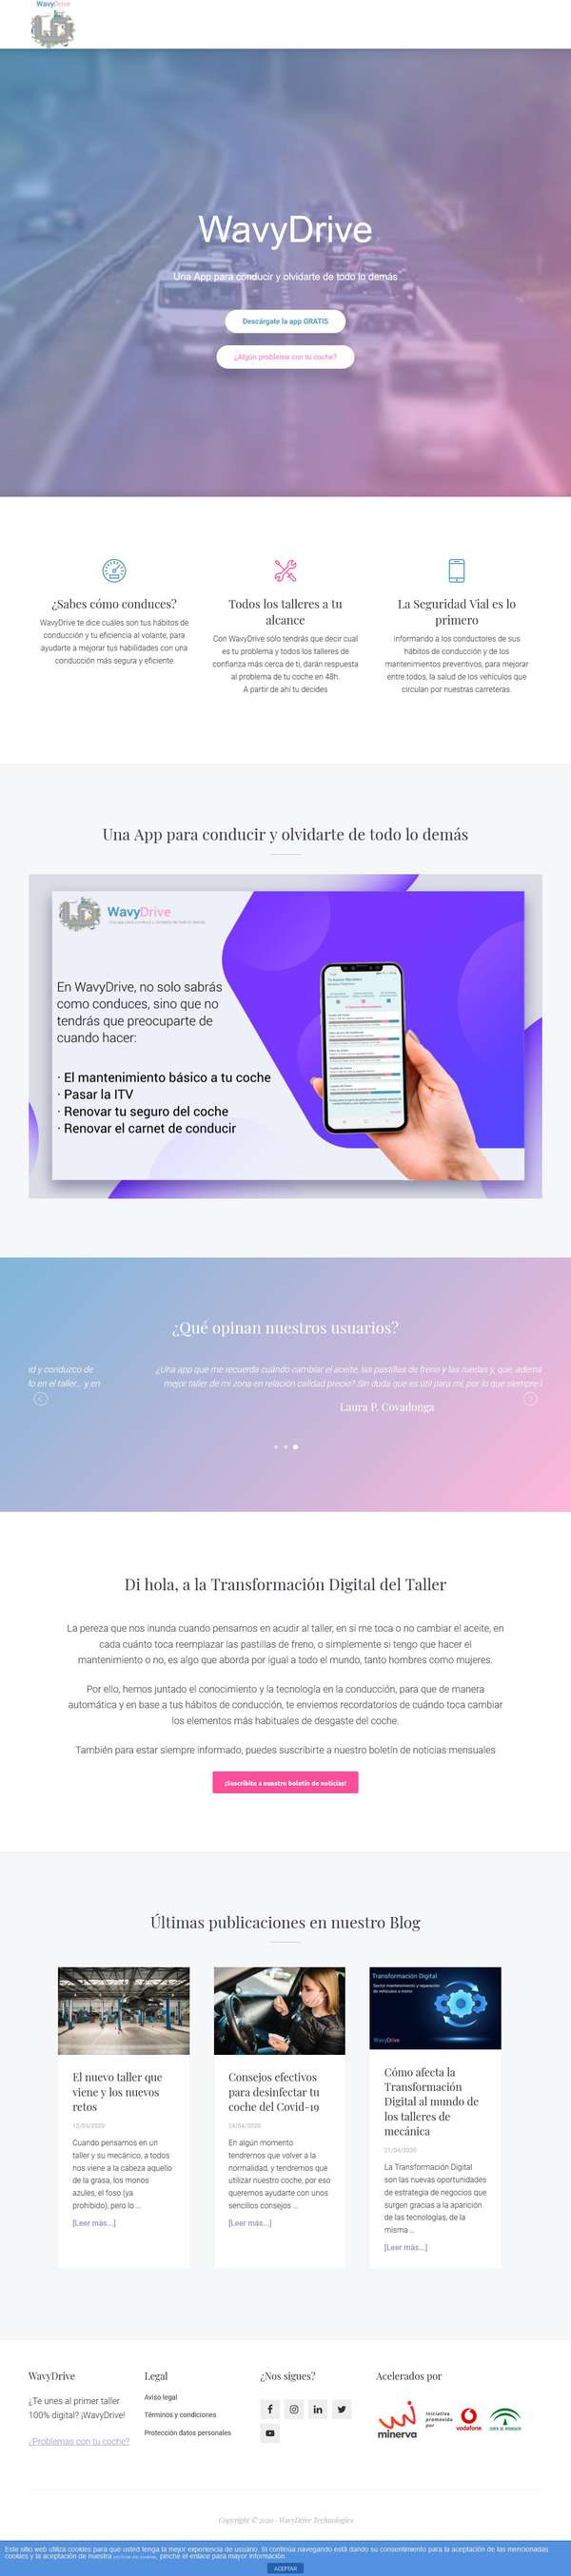 WavyDrive
WavyDrive
Una App para conducir y olvidarte de todo lo demás
Descárgate la app GRATIS
¿Algún problema con tu coche?
¿Sabes cómo conduces?
WavyDrive te dice cuáles son tus hábitos de
conducción y tu eficiencia al volante, para
ayudarte a mejorar tus habilidades con una
conducción más segura y eficiente
Todos los talleres a tu
alcance
Con WavyDrive sólo tendrás que decir cual
es tu problema y todos los talleres de
confianza más cerca de ti, darán respuesta
al problema de tu coche en 48h.
A partir de ahí tu decides
La Seguridad Vial es lo
primero
Informando a los conductores de sus
hábitos de conducción y de los
mantenimientos preventivos, para mejorar
entre todos, la salud de los vehículos que
circulan por nuestras carreteras.
Una App para conducir y olvidarte de todo lo demás
WavyDrive
En WavyDrive, no solo sabrás
como conduces, sino que no
tendrás que preocuparte de
cuando hacer:
· El mantenimiento básico a tu coche
· Pasar la ITV
· Renovar tu seguro del coche
· Renovar el carnet de conducir
¿Qué opinan nuestros usuarios?
d y conduzco de
lo en el taller... y en
¿Una app que me recuerda cuándo cambiar el aceite, las pastillas de freno y las ruedas y, que, además
mejor taller de mi zona en relación calidad precio? Sin duda que es útil para mí, por lo que siempre l
Laura P. Covadonga
Di hola, a la Transformación Digital del Taller
La pereza que nos inunda cuando pensamos en acudir al taller, en si me toca o no cambiar el aceite, en
cada cuánto toca reemplazar las pastillas de freno, o simplemente si tengo que hacer el
mantenimiento o no, es algo que aborda por igual a todo el mundo, tanto hombres como mujeres.
Por ello, hemos juntado el conocimiento y la tecnología en la conducción, para que de manera
automática y en base a tus hábitos de conducción, te enviemos recordatorios de cuándo toca cambiar
los elementos más habituales de desgaste del coche.
También para estar siempre informado, puedes suscribirte a nuestro boletín de noticias mensuales
¡Suscribite a nuestro boletín de noticias!
Últimas publicaciones en nuestro Blog
El nuevo taller que
viene y los nuevos
retos
13/05/2020
Cuando pensamos en un
taller y su mecánico, a todos
nos viene a la cabeza aquello
de la grasa, los monos
azules, el foso (ya
prohibido), pero lo ...
[Leer más...]
Consejos efectivos
para desinfectar tu
coche del Covid-19
24/04/2020
En algún momento
tendremos que volver a la
normalidad, y tendremos que
utilizar nuestro coche, por eso
queremos ayudarte con unos
sencillos consejos ...
[Leer más...]
Transformación Digital
Sector mantenimiento y reparación
de vehículos a motor
WavyDrive
Cómo afecta la
Transformación
Digital al mundo de
los talleres de
mecánica
21/04/2020
La Transformación Digital
son las nuevas oportunidades
de estrategia de negocios que
surgen gracias a la aparición
de las tecnologías, de la
misma ...
[Leer más...]
WavyDrive
¿Te unes al primer taller
100% digital? ¡WavyDrive!
¿Problemas con tu coche?
Legal
Aviso legal
Términos y condiciones
Protección datos personales
¿Nos sigues?
Acelerados por
minerva
Iniciativa
promovida
por
vodafone
Copyright © 2020 · WavyDrive Technologies
Este sitio web utiliza cookies para que usted tenga la mejor experiencia de usuario. Si continúa navegando está dando su consentimiento para la aceptación de las mencionadas
cookies y la aceptación de nuestra política de cookies, pinche el enlace para mayor información.
ACEPTAR